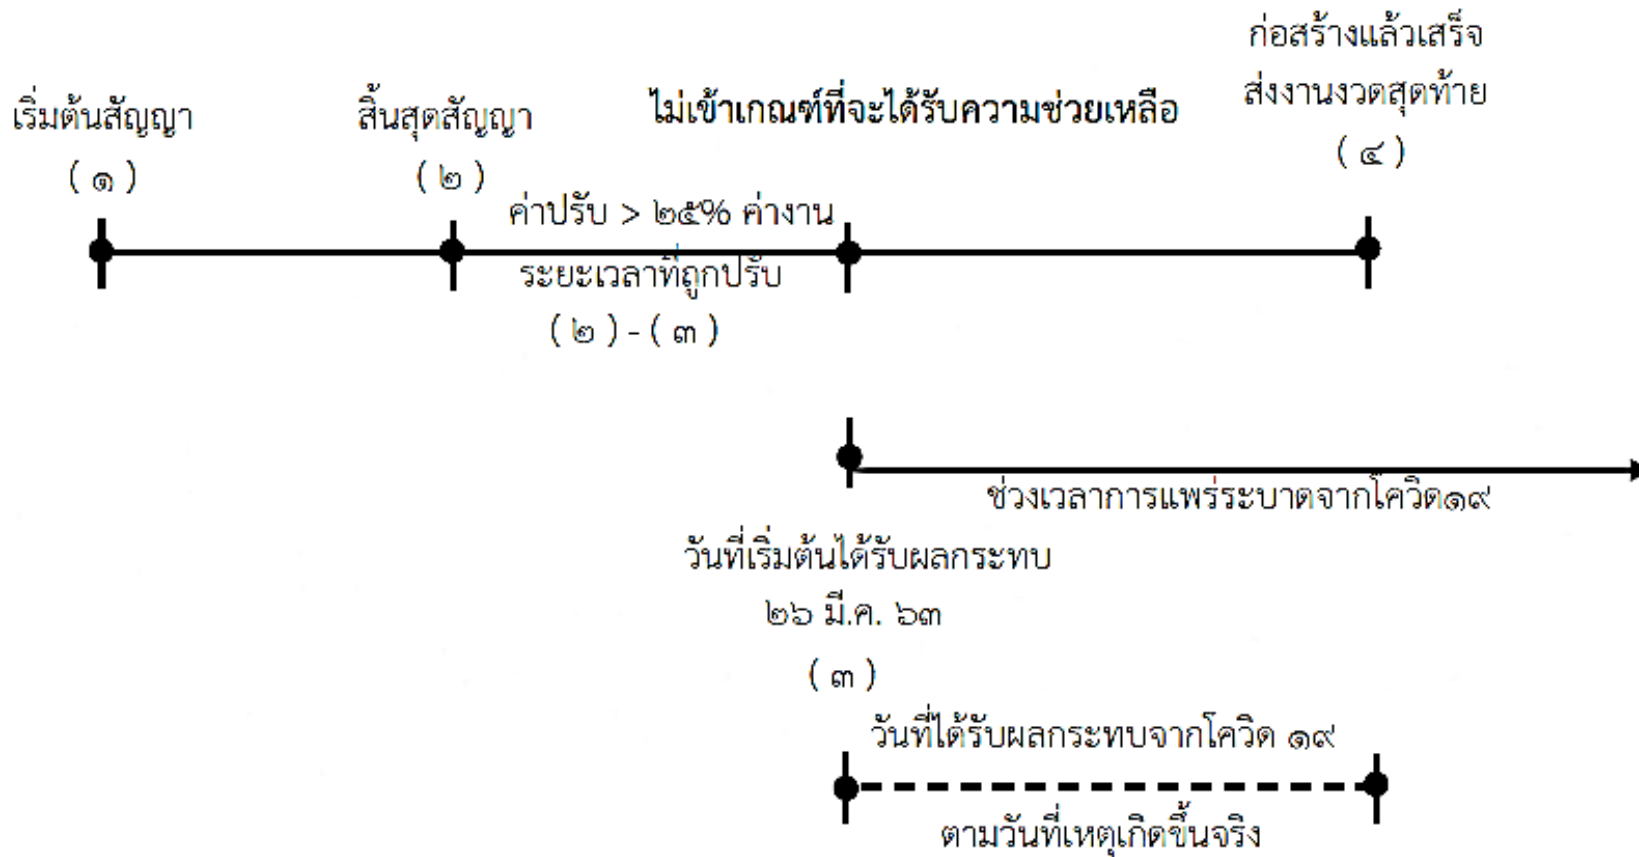 ก่อสร้างแล้วเสร็จ
ส่งงานงวดสุดท้าย
( ๔ )
เริ่มต้นสัญญา
( ๑ )
สิ้นสุดสัญญา
( ๒ )
ไม่เข้าเกณฑ์ที่จะได้รับความช่วยเหลือ
ค่าปรับ > ๒๕% ค่างาน
ระยะเวลาที่ถูกปรับ
( ๒ ) - ( ๓ )
ช่วงเวลาการแพร่ระบาดจากโควิด๑๙
วันที่เริ่มต้นได้รับผลกระทบ
๒๖ มี.ค. ๖๓
( ๓ )
วันที่ได้รับผลกระทบจากโควิด ๑๙
ตามวันที่เหตุเกิดขึ้นจริง